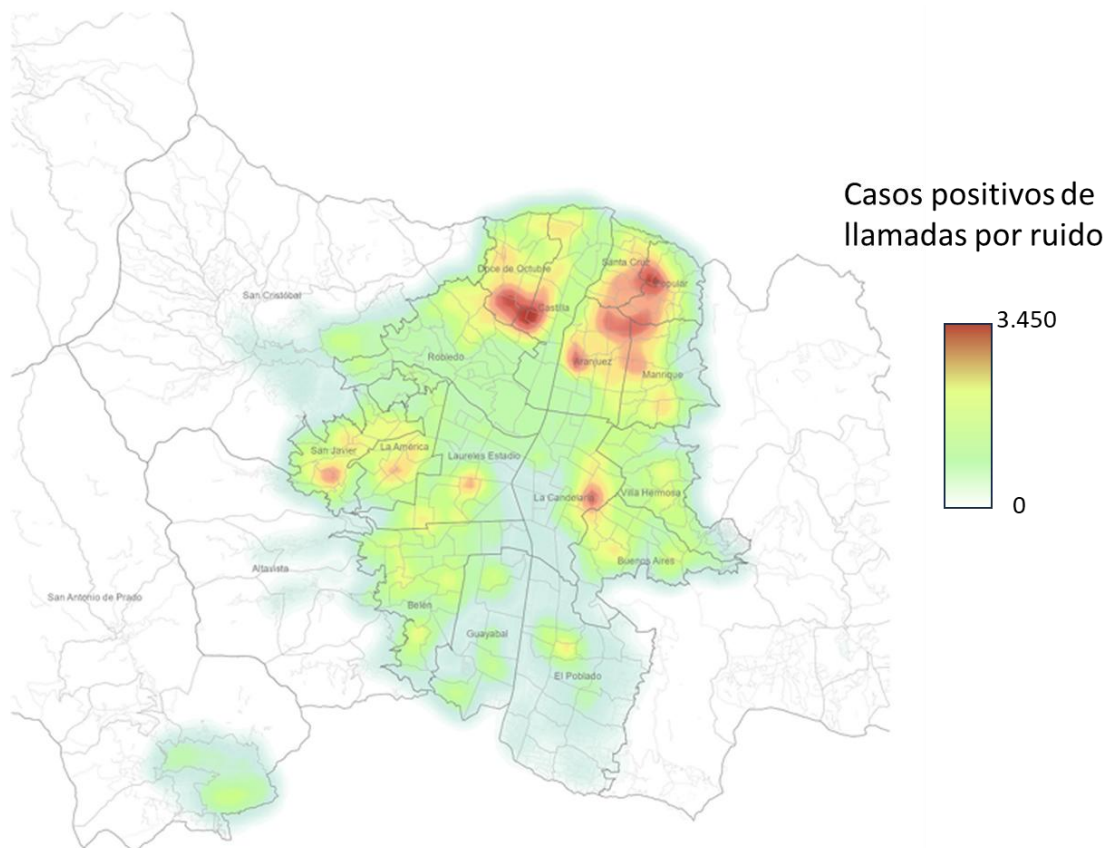 Casos positivos de
llamadas por ruido
3.450
0
Santa Cruz
Doce de Octubre
Popular
San Cristóbal
Castilla
Robledo
Aranjuez
Manrique
San Javier
La América
Laureles Estadio
La Candelaria
Villa Hermosa
Buenos Aires
Altavista
San Antonio de Prado
Belén
Guayabal
El Poblado